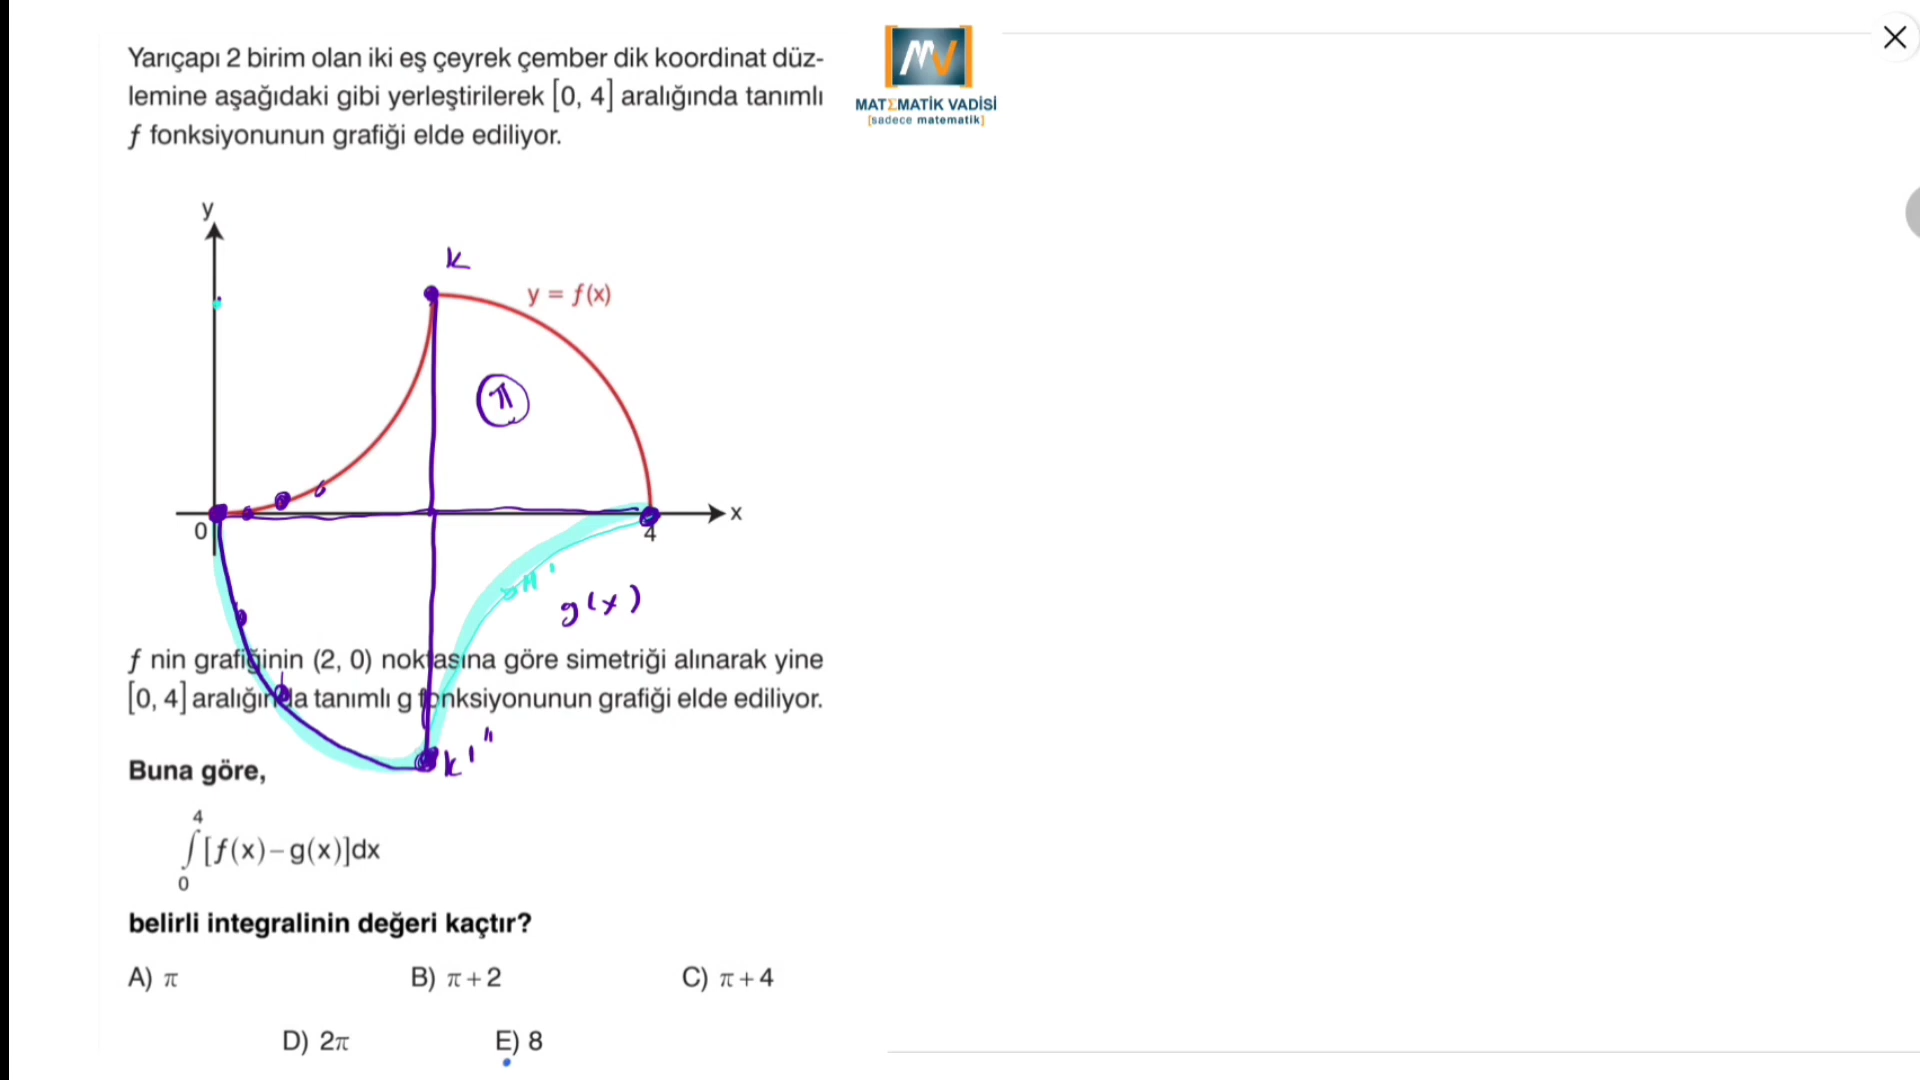 Yarıçapı 2 birim olan iki eş çeyrek çember dik koordinat düz-
lemine aşağıdaki gibi yerleştirilerek [0, 4] aralığında tanımlı
f fonksiyonunun grafiği elde ediliyor.
MV
MATΣMATİK VADİSİ
[sadece matematik]
y
k
y = f(x)
π
x
0
4
g(x)
f nin grafiğinin (2, 0) noktasına göre simetriği alınarak yine
[0, 4] aralığında tanımlı g fonksiyonunun grafiği elde ediliyor.
k'"
Buna göre,
4
∫[f(x) – g(x)]dx
0
belirli integralinin değeri kaçtır?
A) π B) π + 2 C) π + 4
D) 2π E) 8